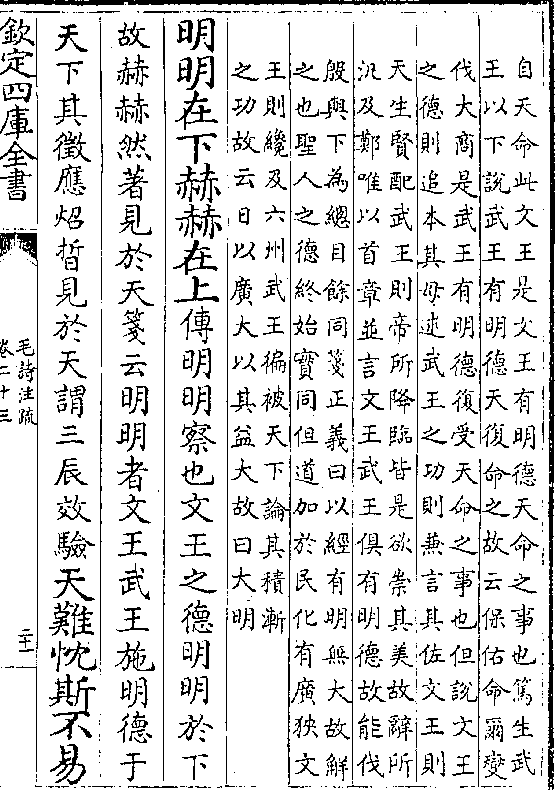 自天命此文王是文王有明德天命之事也篤生武
王以下說武王有明德天復命之故云保佑命爾變
伐大商是武王有明德復受天命之事也但說文王
之德則追本其母述武王之功則兼言其佐文王則
天生賢配武王則帝所降臨皆是欲崇其美故辭所
汎及鄭唯以首章並言文王武王俱有明德故能伐
殷與下為總目餘同箋正義曰以經有明無大故解
之也聖人之德終始實同但道加於民化有廣狹文
王則纔及六州武王徧被天下論其積漸
之功故云日以廣大以其益大故曰大明
明明在下赫赫在上傳明明察也文王之德明明於下
故赫赫然著見於天箋云明明者文王武王施明德于
天下其徵應炤晢見於天謂三辰效驗天難忱斯不易
欽定四庫全書
毛詩注疏
卷二十三
二十